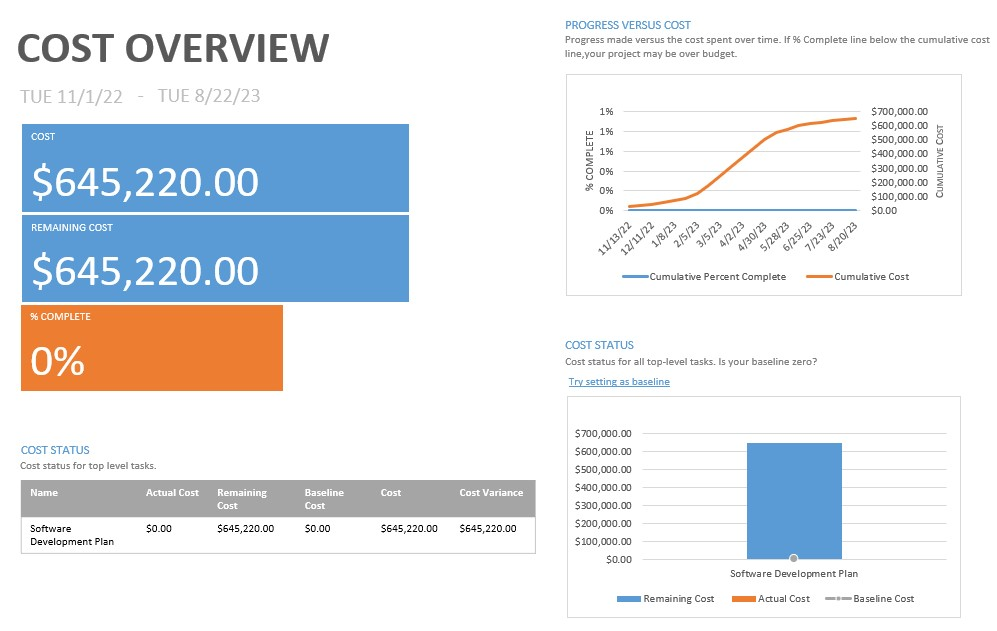 COST OVERVIEW
TUE 11/1/22 - TUE 8/22/23
COST
$645,220.00
REMAINING COST
$645,220.00
% COMPLETE
0%
COST STATUS
Cost status for top level tasks.
Name Actual Cost Remaining Cost Baseline Cost Cost Cost Variance
Software Development Plan $0.00 $645,220.00 $0.00 $645,220.00 $645,220.00
PROGRESS VERSUS COST
Progress made versus the cost spent over time. If % Complete line below the cumulative cost
line,your project may be over budget.
% COMPLETE
1%
1%
1%
0%
0%
0%
$700,000.00
$600,000.00
$500,000.00
$400,000.00
$300,000.00
$200,000.00
$100,000.00
$0.00
CUMULATIVE COST
11/13/22 12/11/22 1/8/23 2/5/23 3/5/23 4/2/23 4/30/23 5/28/23 6/25/23 7/23/23 8/20/23
Cumulative Percent Complete Cumulative Cost
COST STATUS
Cost status for all top-level tasks. Is your baseline zero?
Try setting as baseline
$700,000.00
$600,000.00
$500,000.00
$400,000.00
$300,000.00
$200,000.00
$100,000.00
$0.00
Software Development Plan
Remaining Cost Actual Cost Baseline Cost